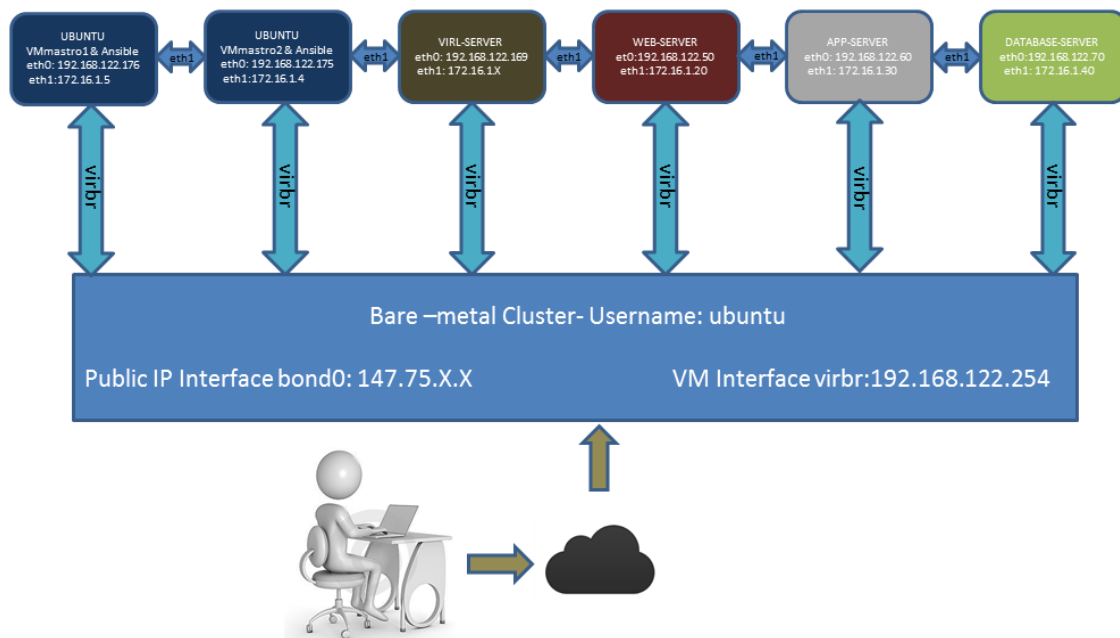 UBUNTU
VMmastro1 & Ansible
eth0: 192.168.122.176
eth1:172.16.1.5
eth1
UBUNTU
VMmastro2 & Ansible
eth0: 192.168.122.175
eth1:172.16.1.4
eth1
VIRL-SERVER
eth0: 192.168.122.169
eth1: 172.16.1.X
eth1
WEB-SERVER
et0:192.168.122.50
eth1:172.16.1.20
eth1
APP-SERVER
eth0: 192.168.122.60
eth1: 172.16.1.30
eth1
DATABASE-SERVER
eth0:192.168.122.70
eth1: 172.16.1.40
virbr
virbr
virbr
virbr
virbr
virbr
Bare –metal Cluster- Username: ubuntu
Public IP Interface bond0: 147.75.X.X
VM Interface virbr:192.168.122.254